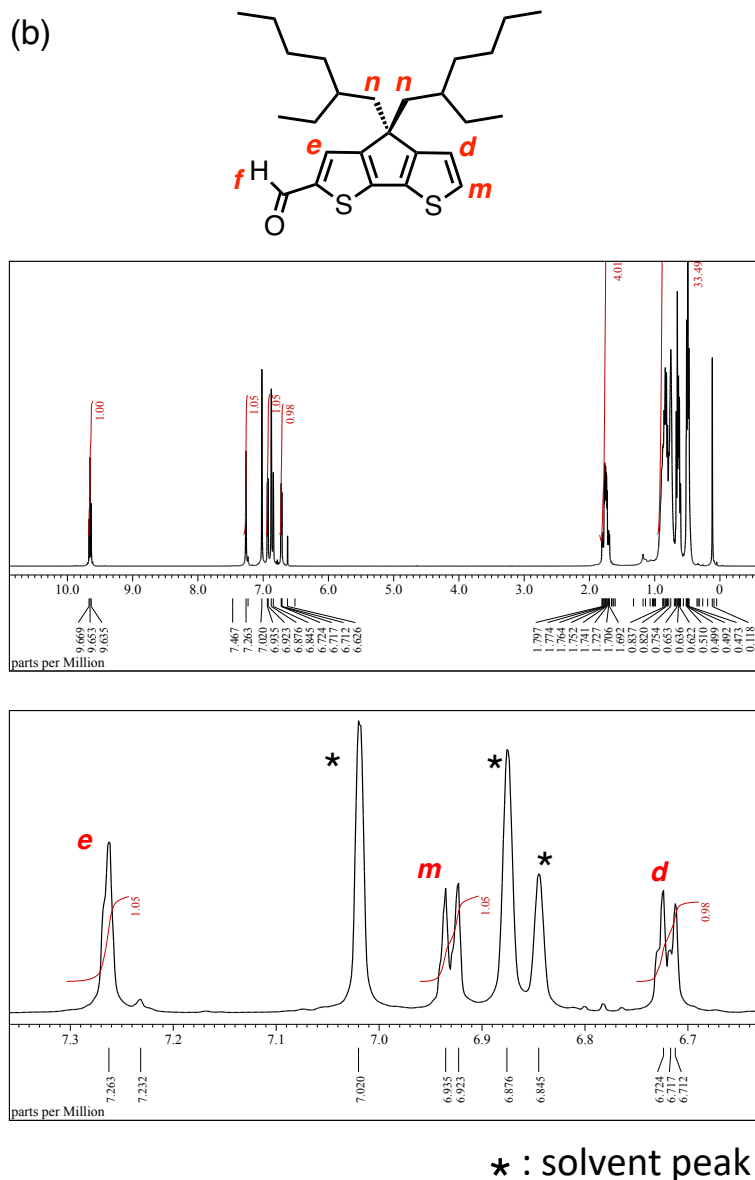 (b)
n n
e d
f H m
O S S
1.00 1.05 1.05 0.98 4.01 33.49
10.0 9.0 8.0 7.0 6.0 5.0 4.0 3.0 2.0 1.0 0
9.669 9.653 9.635 7.467 7.263 7.020 6.935 6.923 6.876 6.845 6.724 6.717 6.712 6.626 1.797 1.774 1.764 1.752 1.741 1.727 1.706 1.692 0.837 0.820 0.754 0.653 0.636 0.622 0.510 0.499 0.492 0.473 0.118
parts per Million
* *
e m * d
1.05 1.05 0.98
7.3 7.2 7.1 7.0 6.9 6.8 6.7
7.263 7.232 7.020 6.935 6.923 6.876 6.845 6.724 6.717 6.712
parts per Million
* : solvent peak